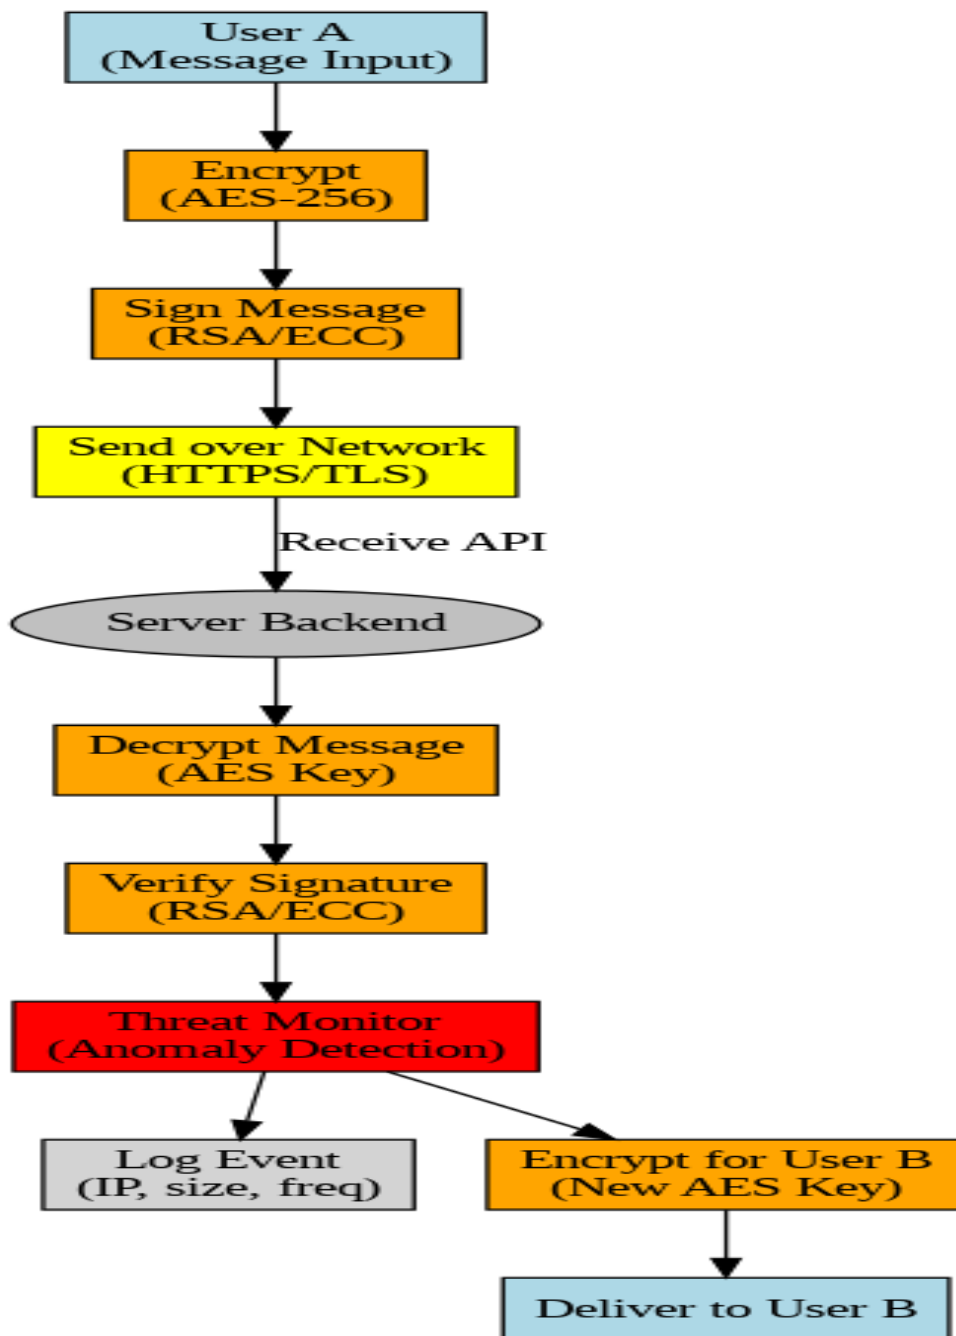 User A
(Message Input)
Encrypt
(AES-256)
Sign Message
(RSA/ECC)
Send over Network
(HTTPS/TLS)
Receive API
Server Backend
Decrypt Message
(AES Key)
Verify Signature
(RSA/ECC)
Threat Monitor
(Anomaly Detection)
Log Event
(IP, size, freq)
Encrypt for User B
(New AES Key)
Deliver to User B